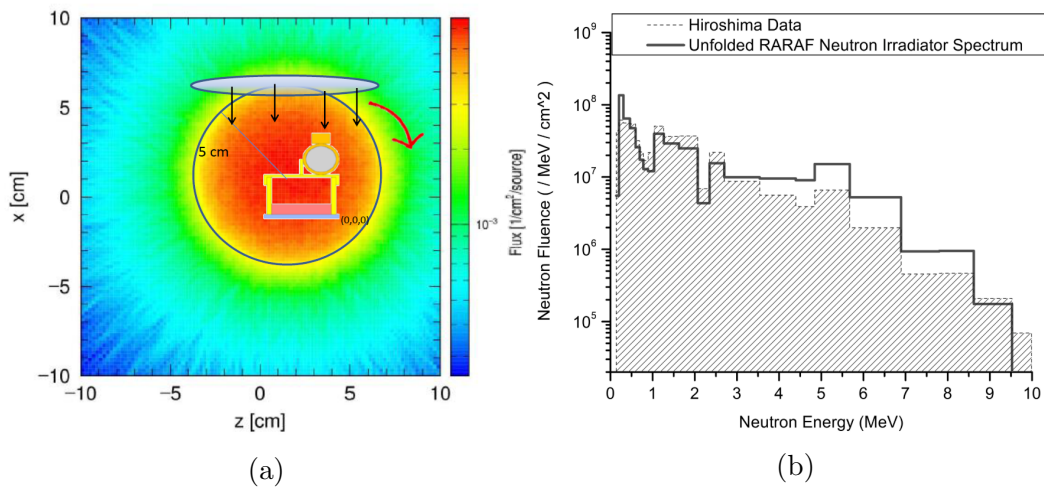 10
5
0
−5
−10
x [cm]
5 cm
(0,0,0)
−10
−5
0
5
10
z [cm]
10⁻³
Flux [1/cm²/source]
(a)
Hiroshima Data
Unfolded RARAF Neutron Irradiator Spectrum
10⁹
10⁸
10⁷
10⁶
10⁵
Neutron Fluence ( / MeV / cm^2)
0 1 2 3 4 5 6 7 8 9 10
Neutron Energy (MeV)
(b)